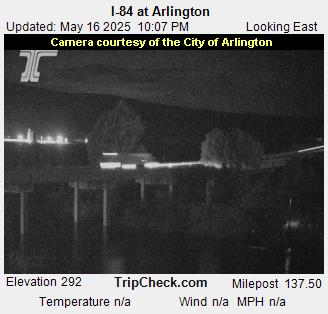 I-84 at Arlington
Updated: May 16 2025 10:07 PM Looking East
Camera courtesy of the City of Arlington
Elevation 292 TripCheck.com Milepost 137.50
Temperature n/a Wind n/a MPH n/a